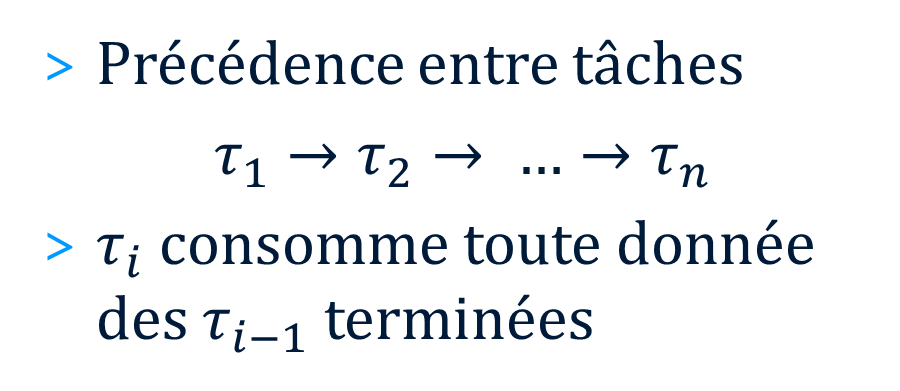 > Précédence entre tâches
τ₁ → τ₂ → … → τₙ
> τᵢ consomme toute donnée
des τᵢ₋₁ terminées